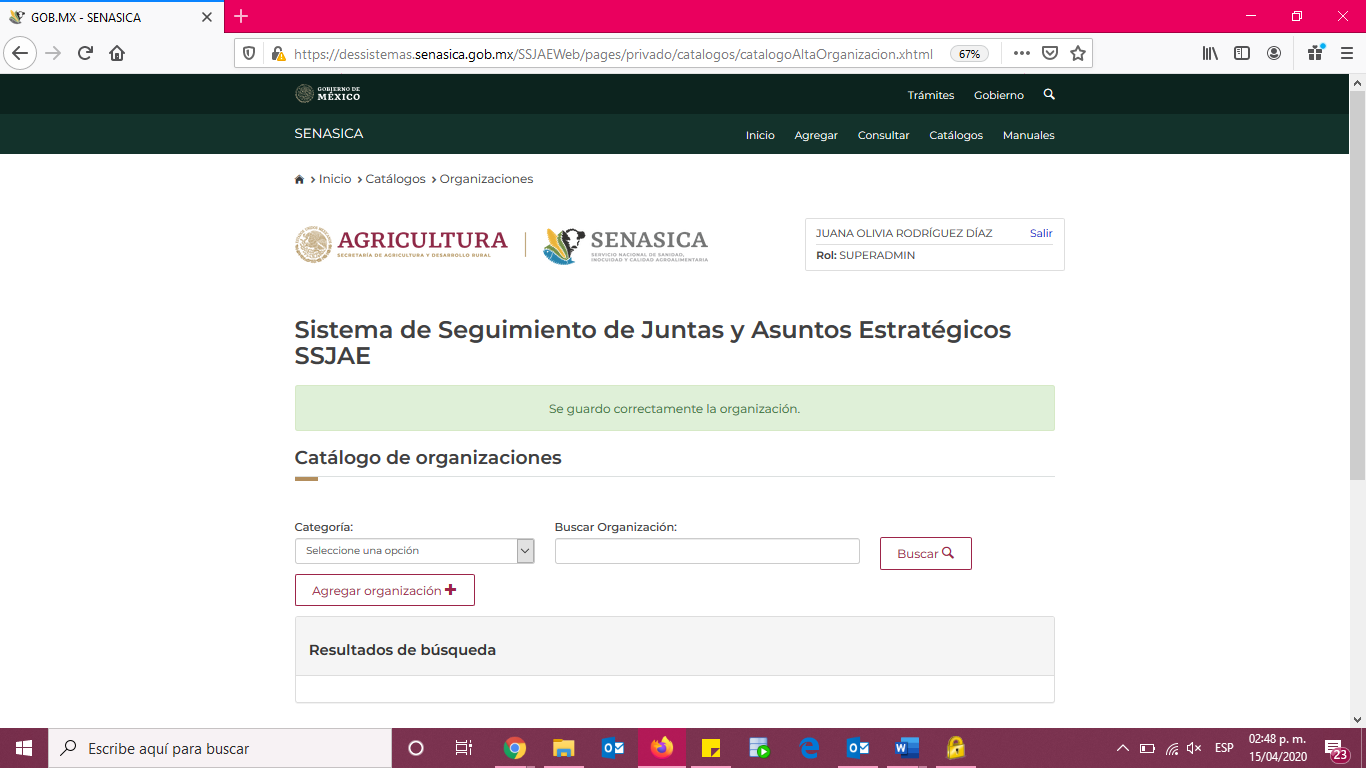 GOB.MX - SENASICA
https://dessistemas.senasica.gob.mx/SSJAEWeb/pages/privado/catalogos/catalogoAltaOrganizacion.xhtml 67%
GOBIERNO DE MÉXICO
Trámites Gobierno
SENASICA Inicio Agregar Consultar Catálogos Manuales
Inicio > Catálogos > Organizaciones
AGRICULTURA
SECRETARÍA DE AGRICULTURA Y DESARROLLO RURAL
SENASICA
SERVICIO NACIONAL DE SANIDAD,
INOCUIDAD Y CALIDAD AGROALIMENTARIA
JUANA OLIVIA RODRÍGUEZ DÍAZ Salir
Rol: SUPERADMIN
Sistema de Seguimiento de Juntas y Asuntos Estratégicos
SSJAE
Se guardo correctamente la organización.
Catálogo de organizaciones
Categoría: Buscar Organización:
Seleccione una opción Buscar
Agregar organización
Resultados de búsqueda
Escribe aquí para buscar
ESP
02:48 p. m.
15/04/2020
23